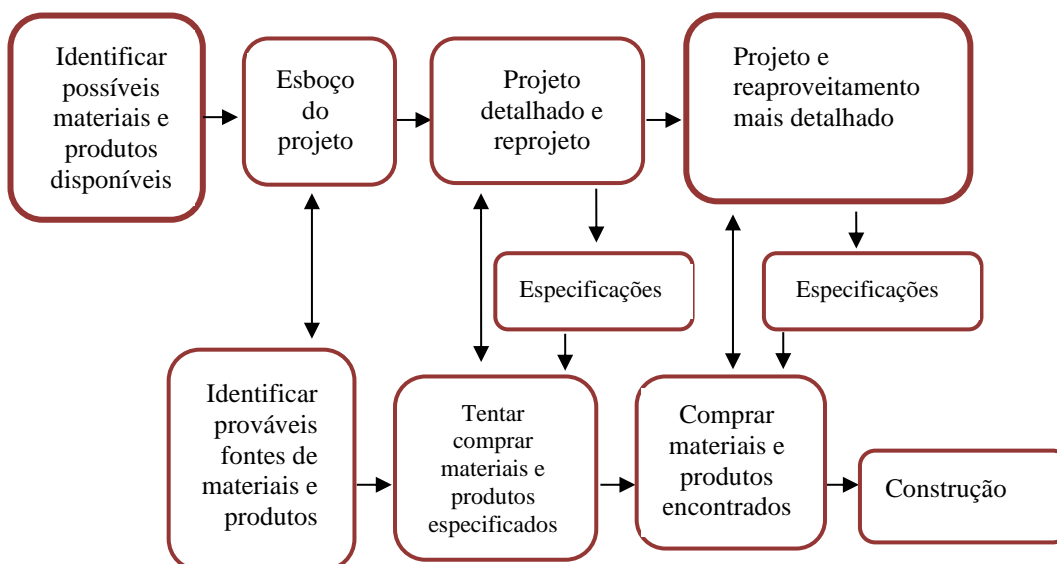 Identificar
possíveis
materiais e
produtos
disponíveis
Esboço
do
projeto
Projeto
detalhado e
reprojeto
Projeto e
reaproveitamento
mais detalhado
Especificações
Especificações
Identificar
prováveis
fontes de
materiais e
produtos
Tentar
comprar
materiais e
produtos
especificados
Comprar
materiais e
produtos
encontrados
Construção